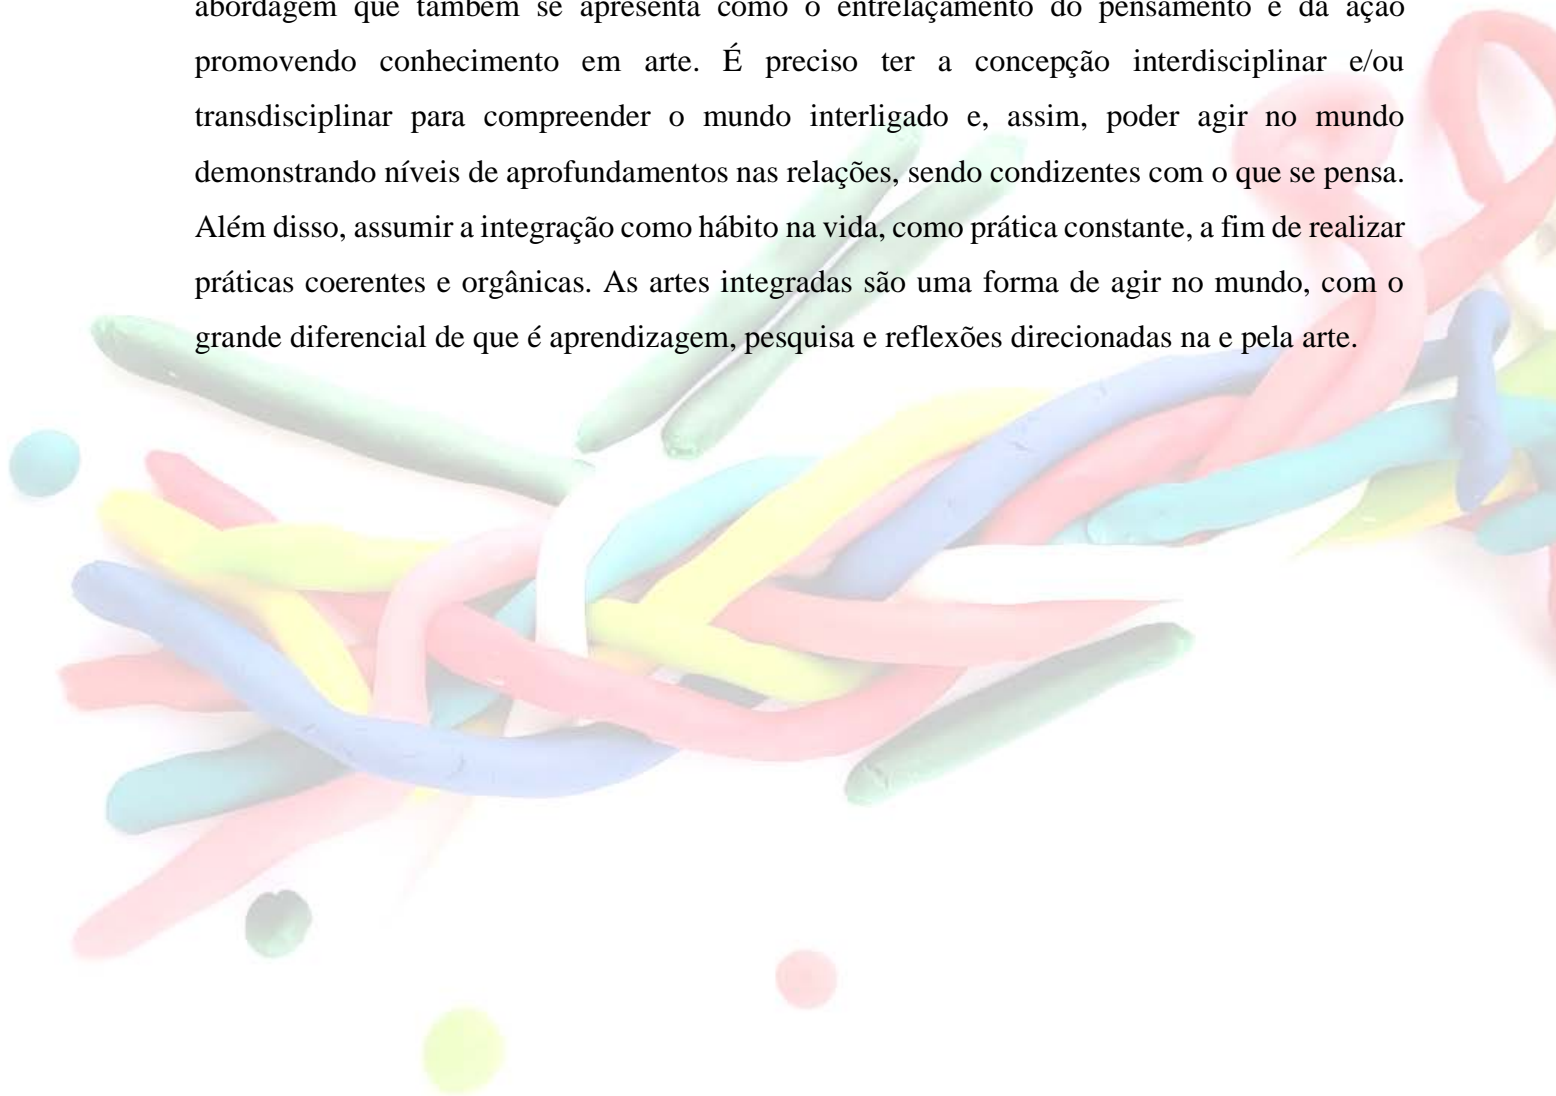 abordagem que também se apresenta como o entrelaçamento do pensamento e da ação
promovendo conhecimento em arte. É preciso ter a concepção interdisciplinar e/ou
transdisciplinar para compreender o mundo interligado e, assim, poder agir no mundo
demonstrando níveis de aprofundamentos nas relações, sendo condizentes com o que se pensa.
Além disso, assumir a integração como hábito na vida, como prática constante, a fim de realizar
práticas coerentes e orgânicas. As artes integradas são uma forma de agir no mundo, com o
grande diferencial de que é aprendizagem, pesquisa e reflexões direcionadas na e pela arte.